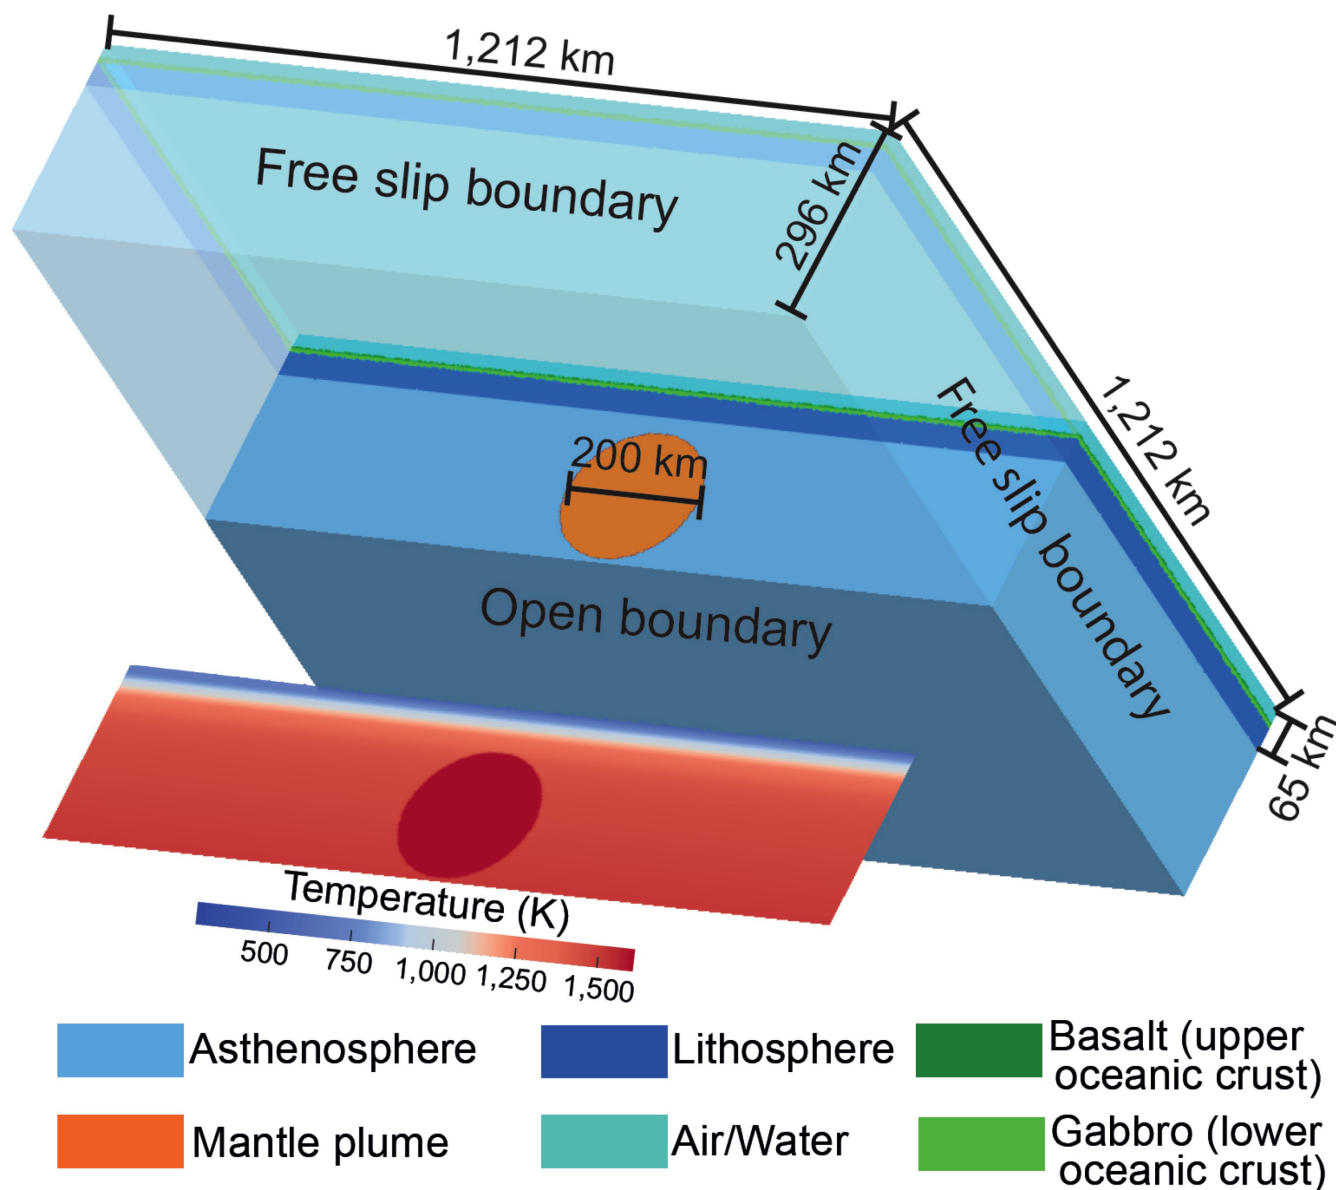 1,212 km
Free slip boundary
296 km
1,212 km
200 km
Free slip boundary
Open boundary
65 km
Temperature (K)
500 750 1,000 1,250 1,500
Asthenosphere
Lithosphere
Basalt (upper
oceanic crust)
Mantle plume
Air/Water
Gabbro (lower
oceanic crust)